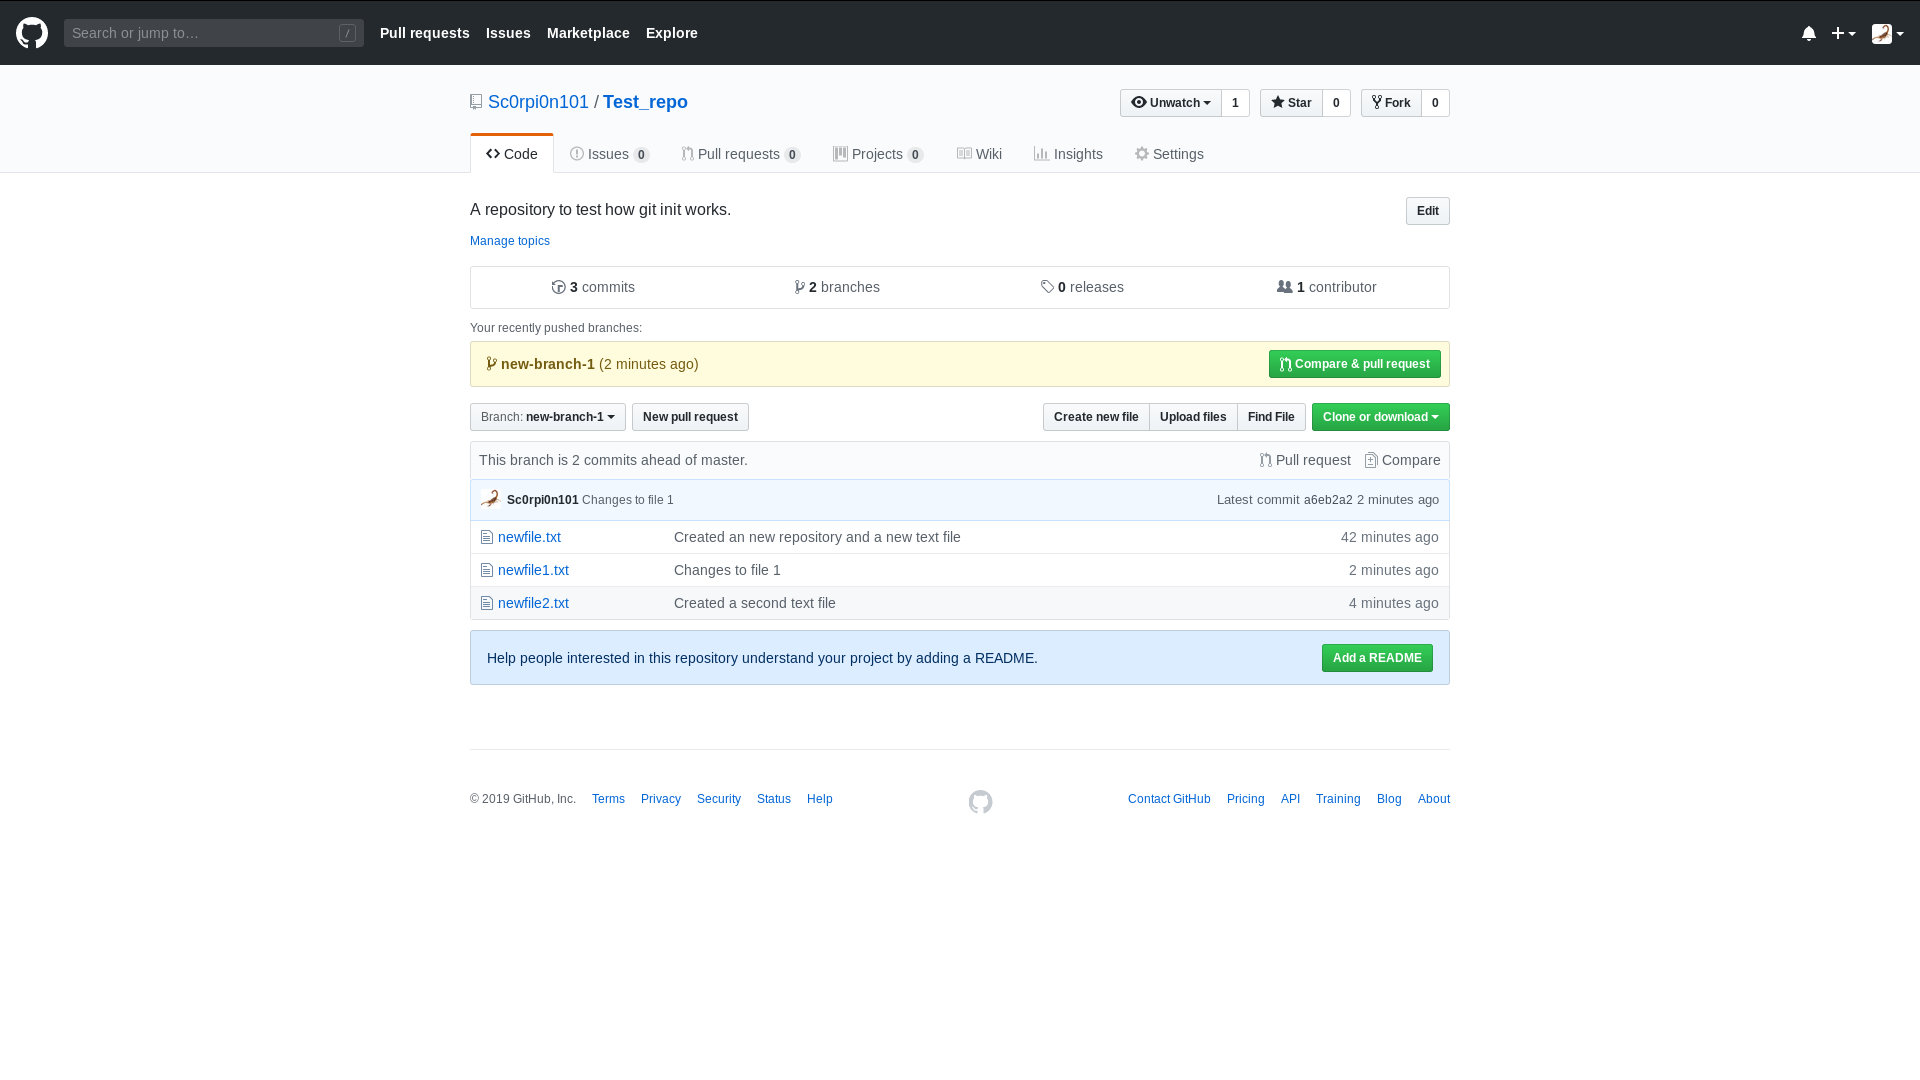 Search or jump to… / Pull requests Issues Marketplace Explore
Sc0rpi0n101 / Test_repo Unwatch 1 Star 0 Fork 0
Code Issues 0 Pull requests 0 Projects 0 Wiki Insights Settings
A repository to test how git init works. Edit
Manage topics
3 commits 2 branches 0 releases 1 contributor
Your recently pushed branches:
new-branch-1 (2 minutes ago) Compare & pull request
Branch: new-branch-1 New pull request Create new file Upload files Find File Clone or download
This branch is 2 commits ahead of master. Pull request Compare
Sc0rpi0n101 Changes to file 1 Latest commit a6eb2a2 2 minutes ago
newfile.txt Created an new repository and a new text file 42 minutes ago
newfile1.txt Changes to file 1 2 minutes ago
newfile2.txt Created a second text file 4 minutes ago
Help people interested in this repository understand your project by adding a README. Add a README
© 2019 GitHub, Inc. Terms Privacy Security Status Help Contact GitHub Pricing API Training Blog About